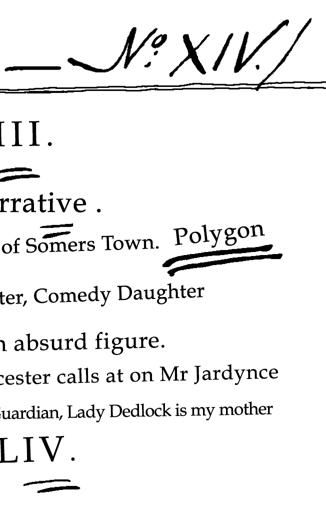 — No. XIV.
III.
rrative.
of Somers Town. Polygon
ter, Comedy Daughter
n absurd figure.
cester calls at on Mr Jardynce
Guardian, Lady Dedlock is my mother
LIV.